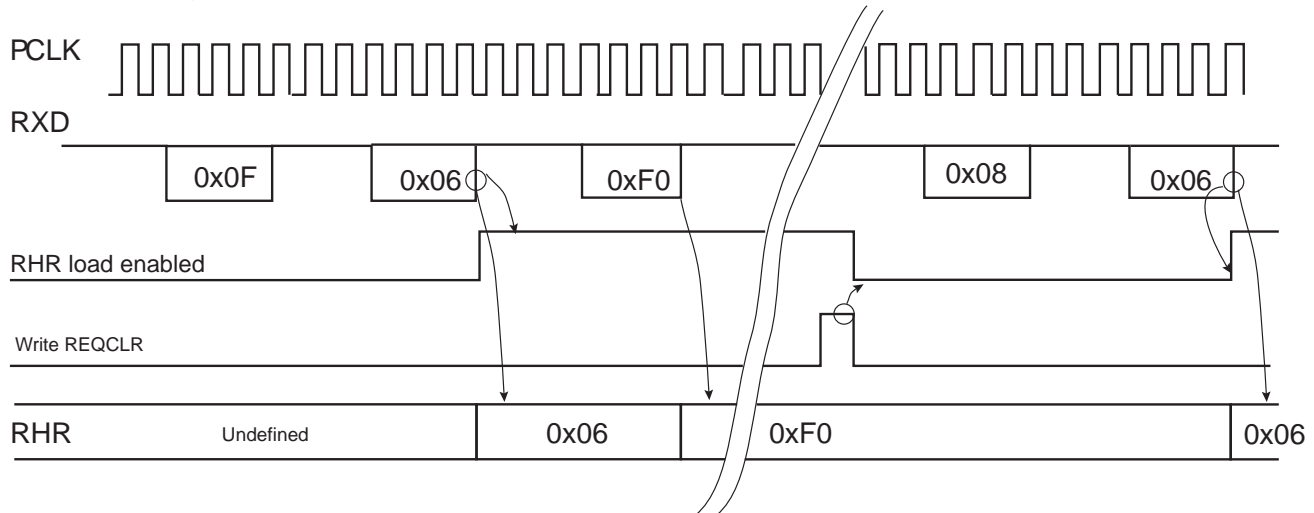 PCLK
RXD
0x0F 0x06 0xF0 0x08 0x06
RHR load enabled
Write REQCLR
RHR Undefined 0x06 0xF0 0x06